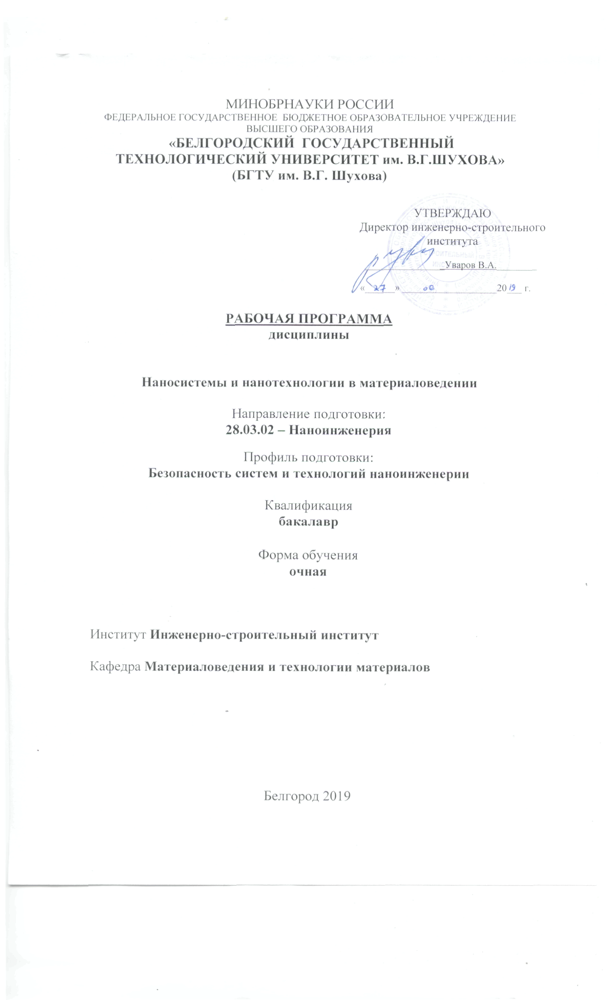 МИНОБРНАУКИ РОССИИ
ФЕДЕРАЛЬНОЕ ГОСУДАРСТВЕННОЕ БЮДЖЕТНОЕ ОБРАЗОВАТЕЛЬНОЕ УЧРЕЖДЕНИЕ
ВЫСШЕГО ОБРАЗОВАНИЯ
«БЕЛГОРОДСКИЙ ГОСУДАРСТВЕННЫЙ
ТЕХНОЛОГИЧЕСКИЙ УНИВЕРСИТЕТ им. В.Г.ШУХОВА»
(БГТУ им. В.Г. Шухова)
УТВЕРЖДАЮ
Директор инженерно-строительного
института
Уваров В.А.
« 27 » 06 2019 г.
РАБОЧАЯ ПРОГРАММА
дисциплины
Наносистемы и нанотехнологии в материаловедении
Направление подготовки:
28.03.02 – Наноинженерия
Профиль подготовки:
Безопасность систем и технологий наноинженерии
Квалификация
бакалавр
Форма обучения
очная
Институт Инженерно-строительный институт
Кафедра Материаловедения и технологии материалов
Белгород 2019